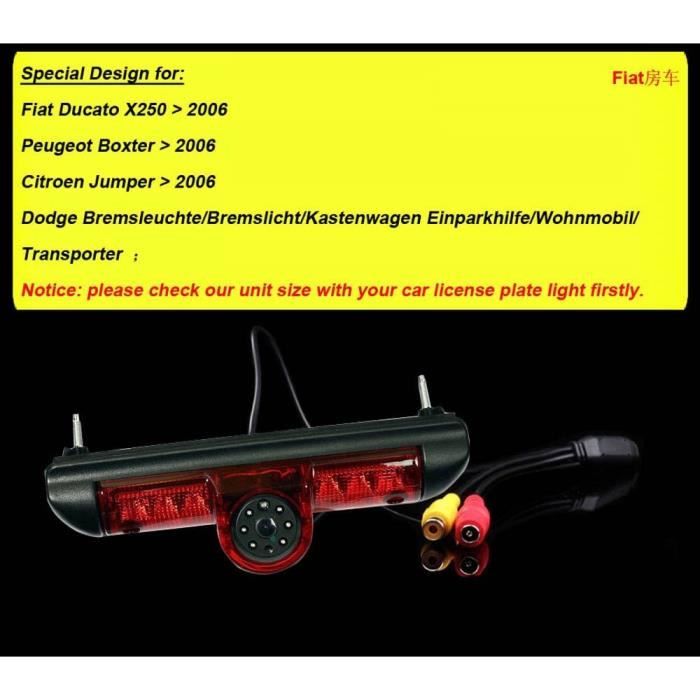 Special Design for:
Fiat房车
Fiat Ducato X250 > 2006
Peugeot Boxter > 2006
Citroen Jumper > 2006
Dodge Bremsleuchte/Bremslicht/Kastenwagen Einparkhilfe/Wohnmobil/
Transporter ；
Notice: please check our unit size with your car license plate light firstly.